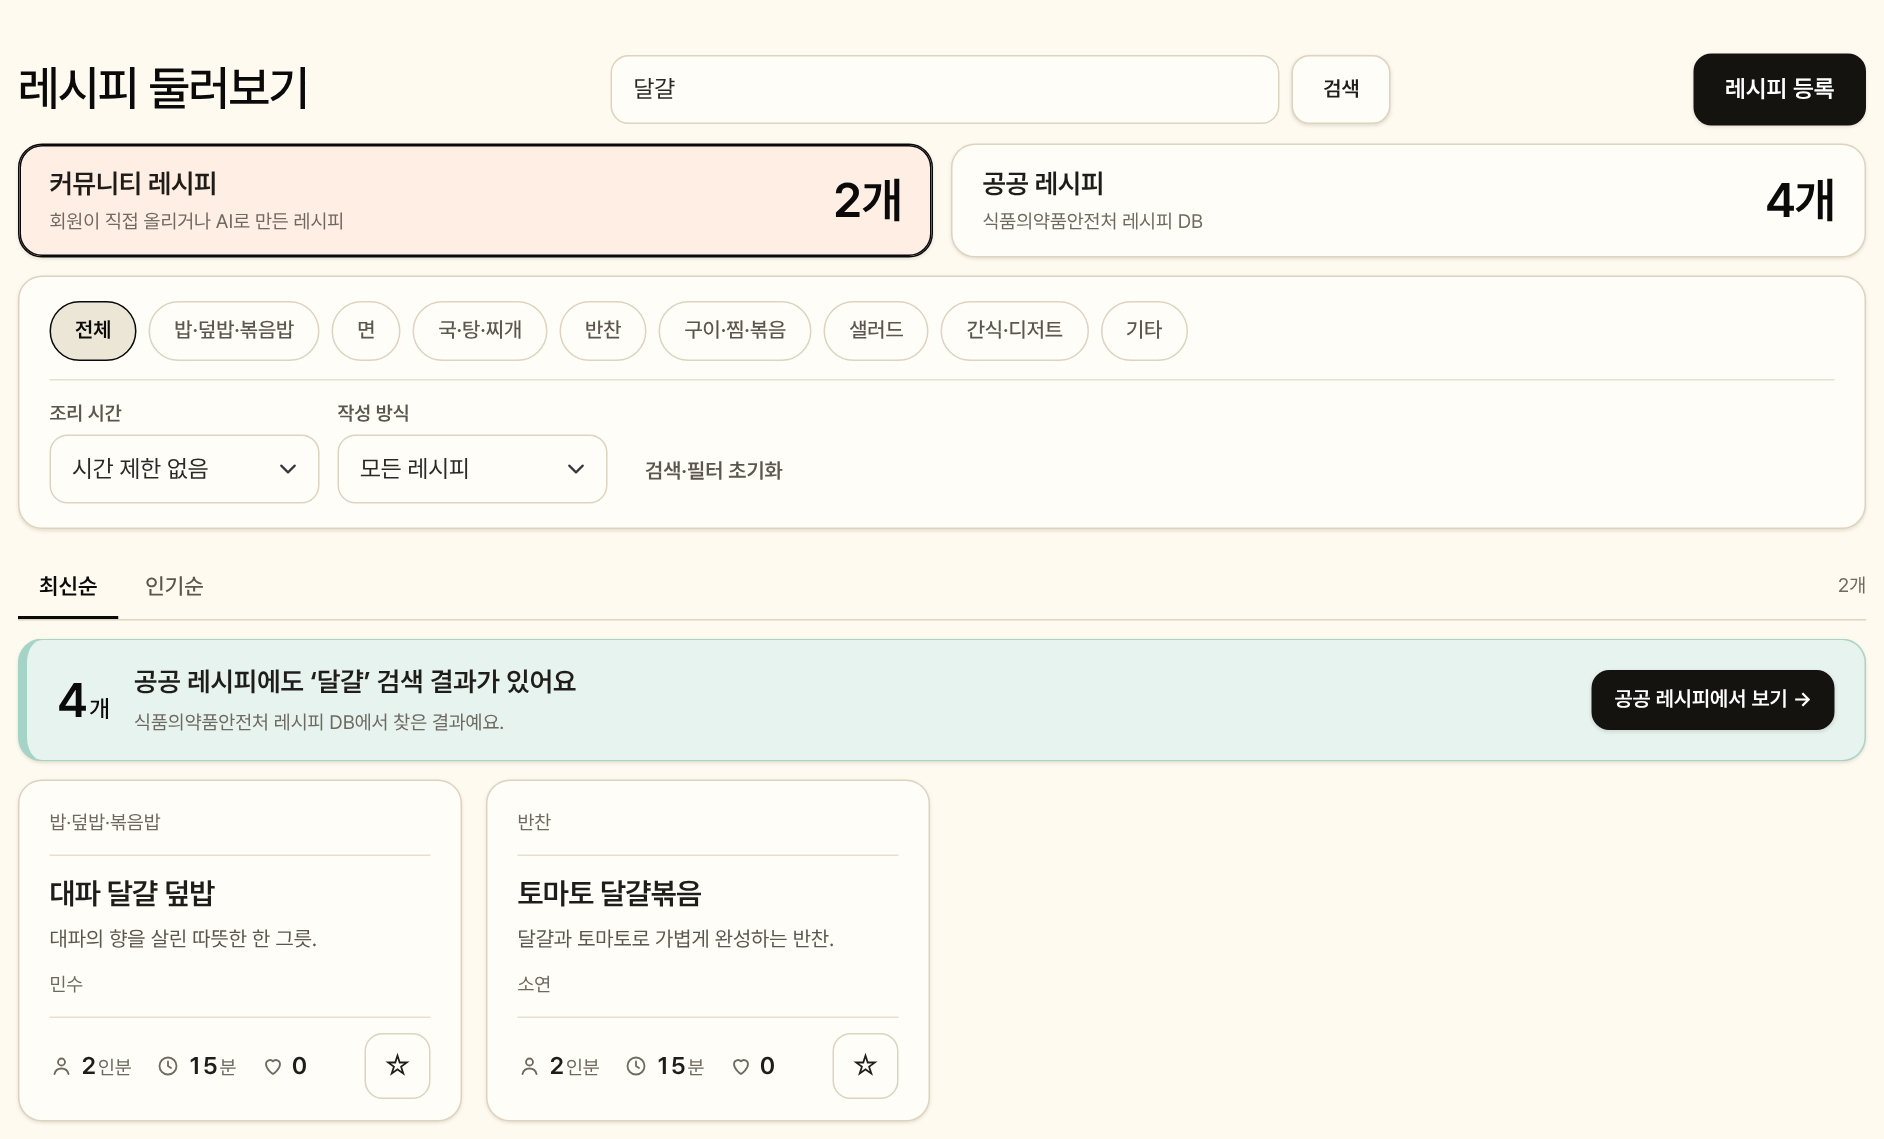 레시피 둘러보기
달걀
검색
레시피 등록
커뮤니티 레시피
회원이 직접 올리거나 AI로 만든 레시피
2개
공공 레시피
식품의약품안전처 레시피 DB
4개
전체
밥·덮밥·볶음밥
면
국·탕·찌개
반찬
구이·찜·볶음
샐러드
간식·디저트
기타
조리 시간
작성 방식
시간 제한 없음
모든 레시피
검색·필터 초기화
최신순
인기순
2개
4개
공공 레시피에도 ‘달걀’ 검색 결과가 있어요
식품의약품안전처 레시피 DB에서 찾은 결과예요.
공공 레시피에서 보기 →
밥·덮밥·볶음밥
대파 달걀 덮밥
대파의 향을 살린 따뜻한 한 그릇.
민수
2인분 15분 0
반찬
토마토 달걀볶음
달걀과 토마토로 가볍게 완성하는 반찬.
소연
2인분 15분 0